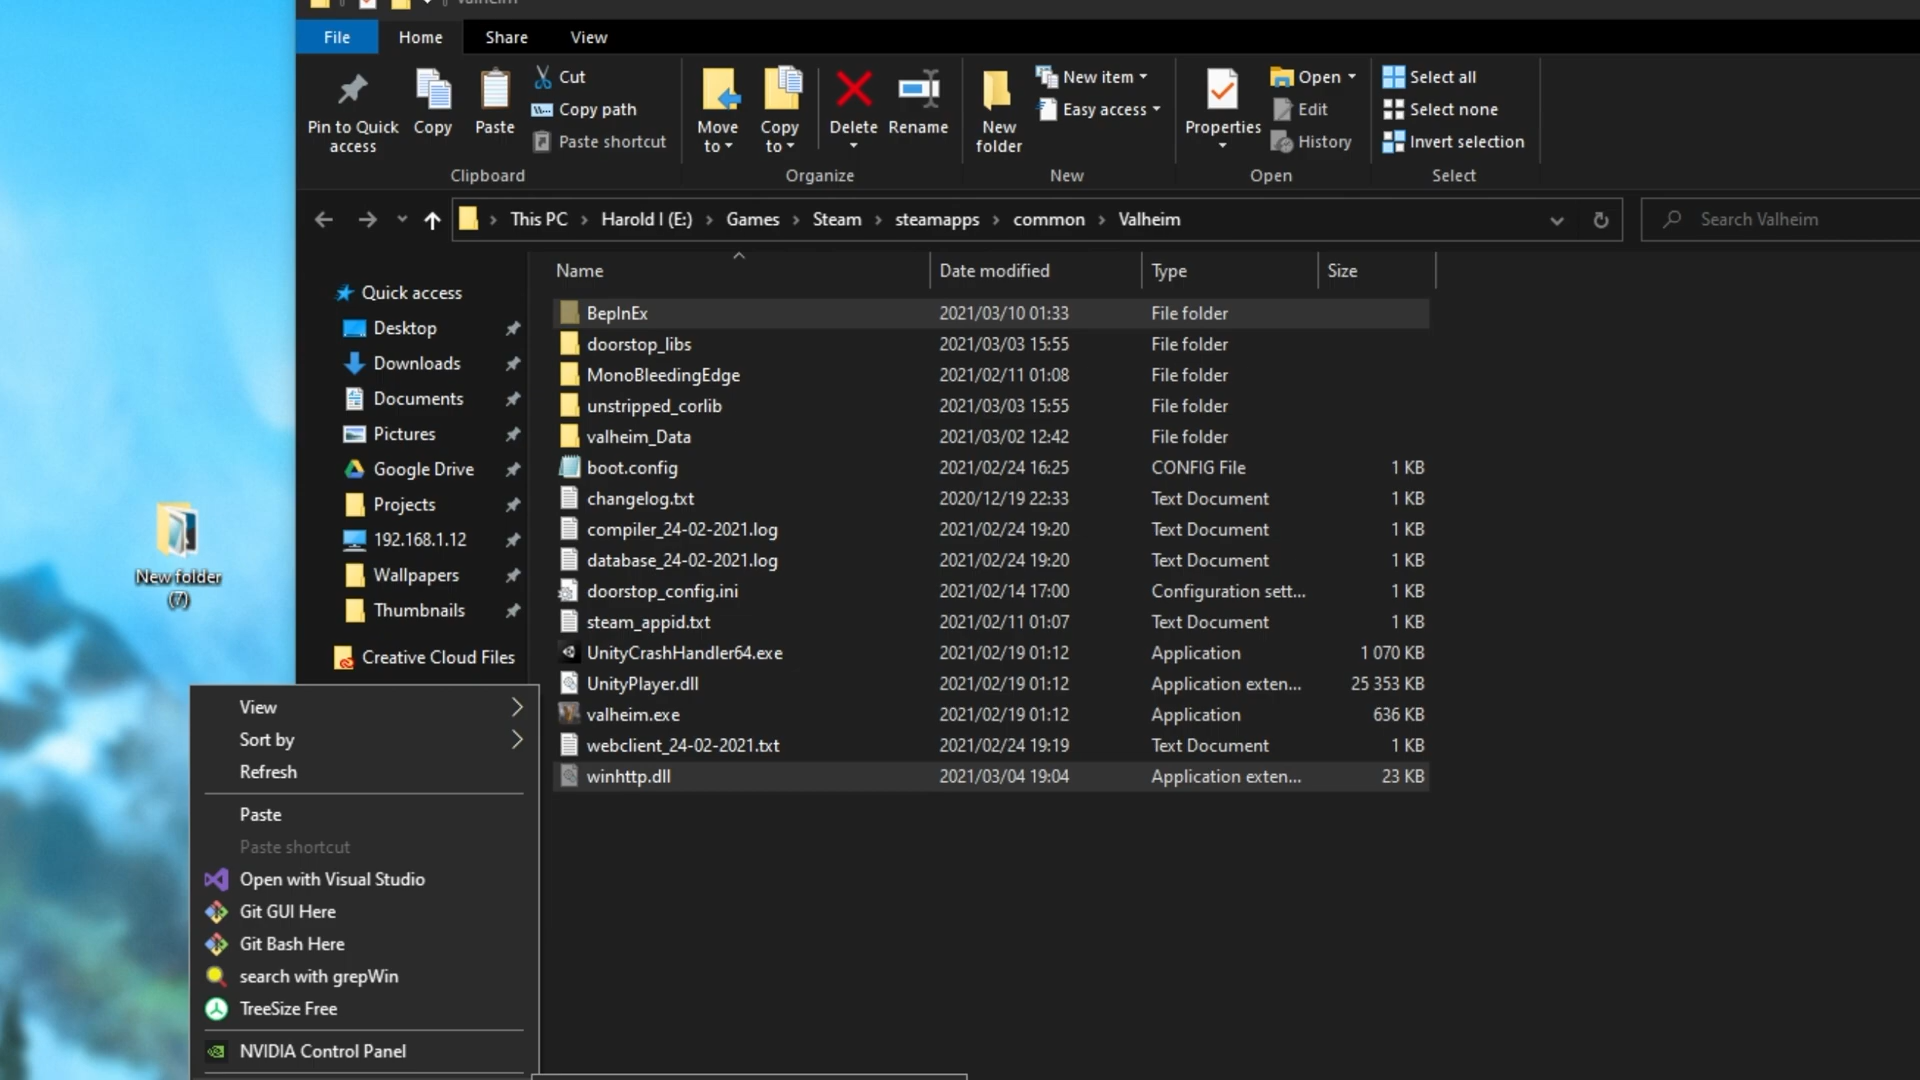 Valheim
File Home Share View
Pin to Quick access
Copy
Paste
Cut
Copy path
Paste shortcut
Clipboard
Move to
Copy to
Delete
Rename
Organize
New folder
New item
Easy access
New
Properties
Open
Edit
History
Open
Select all
Select none
Invert selection
Select
This PC > Harold I (E:) > Games > Steam > steamapps > common > Valheim
Search Valheim
Quick access
Desktop
Downloads
Documents
Pictures
Google Drive
Projects
192.168.1.12
Wallpapers
Thumbnails
Creative Cloud Files
Name Date modified Type Size
BepInEx 2021/03/10 01:33 File folder
doorstop_libs 2021/03/03 15:55 File folder
MonoBleedingEdge 2021/02/11 01:08 File folder
unstripped_corlib 2021/03/03 15:55 File folder
valheim_Data 2021/03/02 12:42 File folder
boot.config 2021/02/24 16:25 CONFIG File 1 KB
changelog.txt 2020/12/19 22:33 Text Document 1 KB
compiler_24-02-2021.log 2021/02/24 19:20 Text Document 1 KB
database_24-02-2021.log 2021/02/24 19:20 Text Document 1 KB
doorstop_config.ini 2021/02/14 17:00 Configuration sett... 1 KB
steam_appid.txt 2021/02/11 01:07 Text Document 1 KB
UnityCrashHandler64.exe 2021/02/19 01:12 Application 1 070 KB
UnityPlayer.dll 2021/02/19 01:12 Application exten... 25 353 KB
valheim.exe 2021/02/19 01:12 Application 636 KB
webclient_24-02-2021.txt 2021/02/24 19:19 Text Document 1 KB
winhttp.dll 2021/03/04 19:04 Application exten... 23 KB
New folder
(7)
View
Sort by
Refresh
Paste
Paste shortcut
Open with Visual Studio
Git GUI Here
Git Bash Here
search with grepWin
TreeSize Free
NVIDIA Control Panel